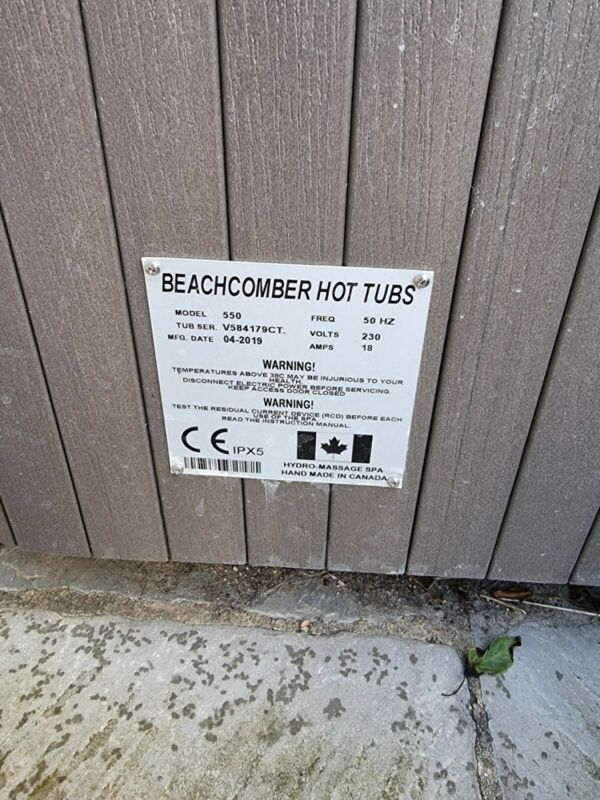 BEACHCOMBER HOT TUBS
MODEL 550 FREQ 50 HZ
TUB SER. V584179CT. VOLTS 230
MFG. DATE 04-2019 AMPS 18
WARNING!
TEMPERATURES ABOVE 38C MAY BE INJURIOUS TO YOUR
HEALTH.
DISCONNECT ELECTRIC POWER BEFORE SERVICING.
KEEP ACCESS DOOR CLOSED
WARNING!
TEST THE RESIDUAL CURRENT DEVICE (RCD) BEFORE EACH
USE OF THE SPA.
READ THE INSTRUCTION MANUAL.
CE IPX5
HYDRO-MASSAGE SPA
HAND MADE IN CANADA